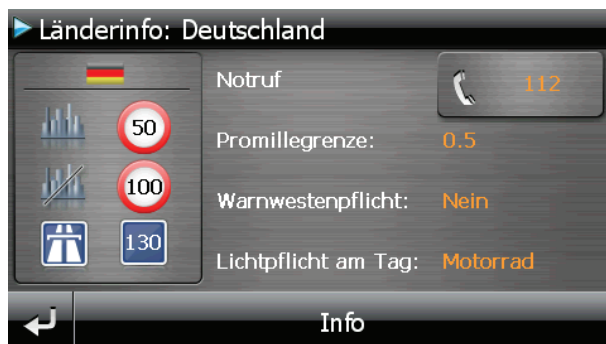 Länderinfo: Deutschland
Notruf
112
50
Promillegrenze:
0.5
100
Warnwestenpflicht:
Nein
130
Lichtpflicht am Tag:
Motorrad
Info